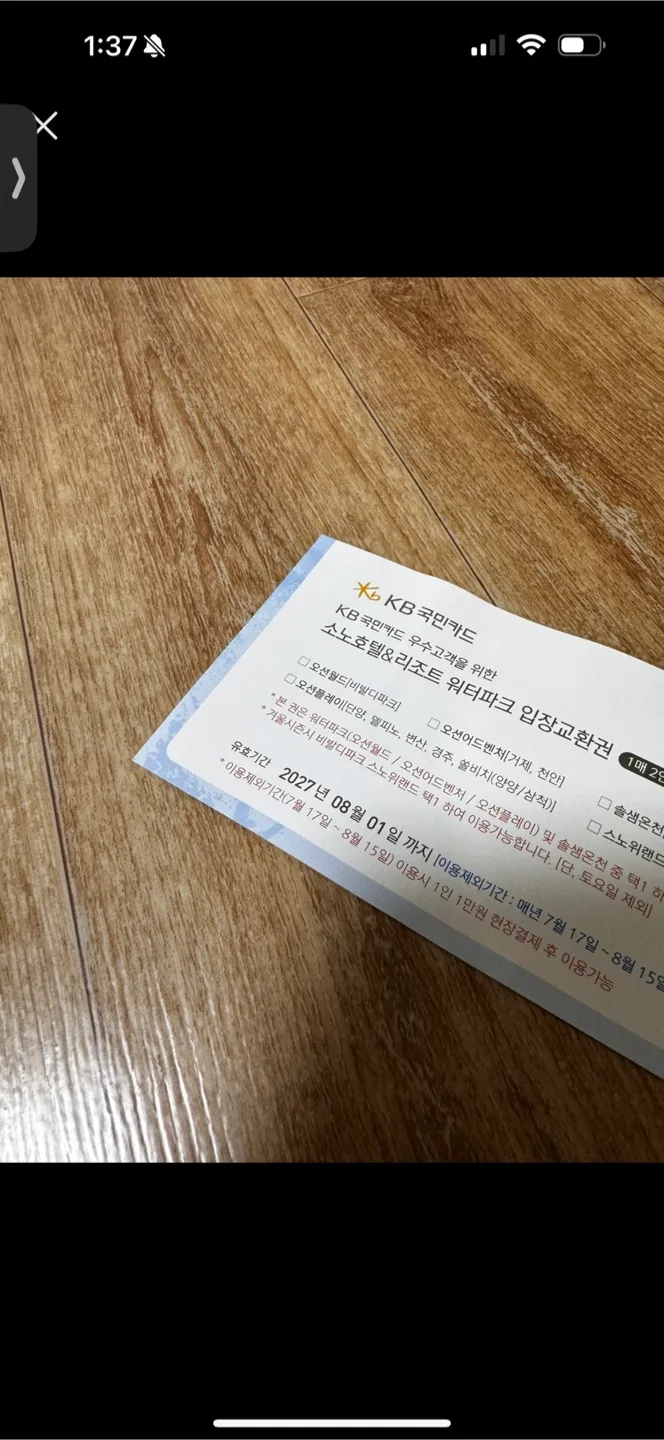 1:37
KB국민카드
KB국민카드 우수고객을 위한
소노호텔&리조트 워터파크 입장교환권 1매 2인
□ 오션월드[비발디파크]
□ 오션어드벤처[거제, 천안]
□ 솔샘온천
□ 오션플레이[단양, 델피노, 변산, 경주, 쏠비치(양양/삼척)]
□ 스노위랜드
* 본 권은 워터파크(오션월드 / 오션어드벤처 / 오션플레이) 및 솔샘온천 중 택1 하
* 겨울시즌시 비발디파크 스노위랜드 택1 하여 이용가능합니다. [단, 토요일 제외]
유효기간 2027년 08월 01일 까지 [이용제외기간 : 매년 7월 17일 ~ 8월 15일
* 이용제외기간(7월 17일 ~ 8월 15일) 이용시 1인 1만원 현장결제 후 이용가능